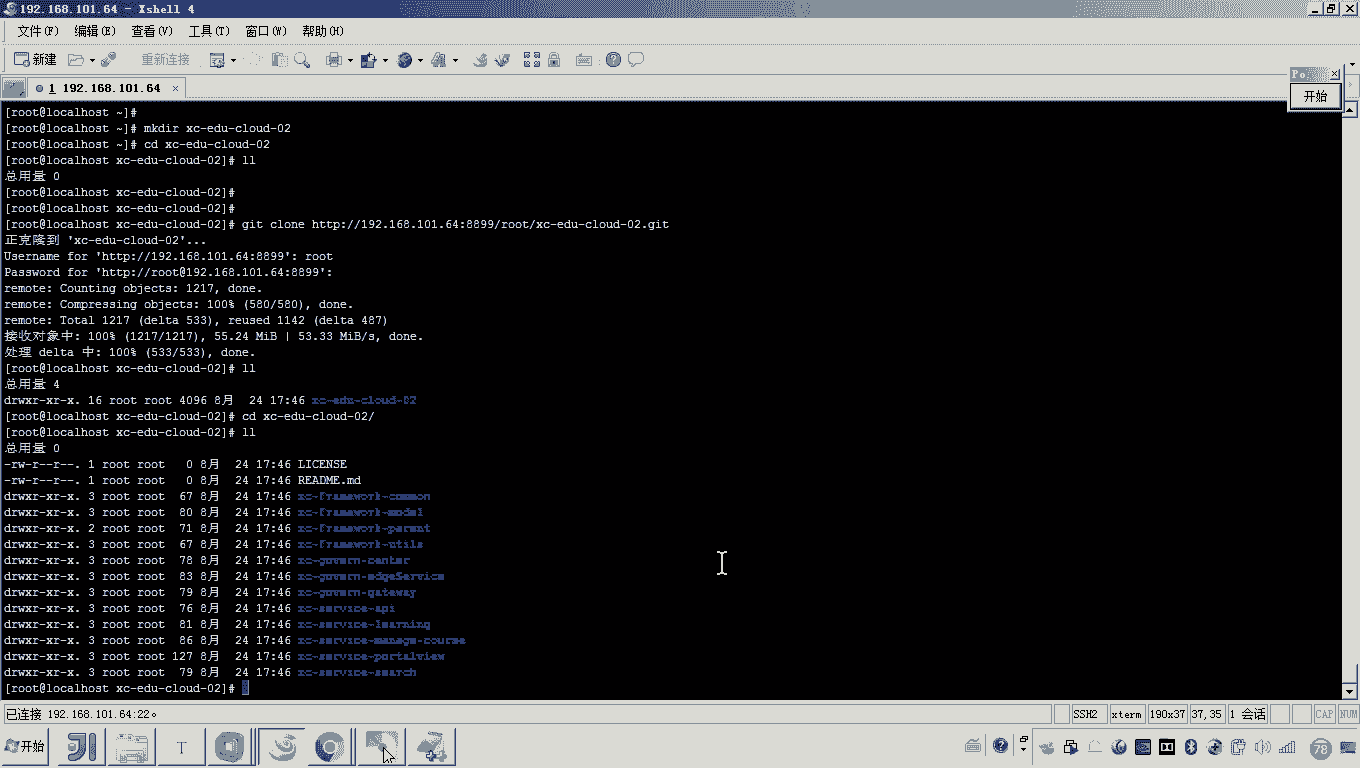 192.168.101.64 - Xshell 4
文件(F) 编辑(E) 查看(V) 工具(T) 窗口(W) 帮助(H)
新建 重新连接
1 192.168.101.64 ×
Po
开始
[root@localhost ~]#
[root@localhost ~]# mkdir xc-edu-cloud-02
[root@localhost ~]# cd xc-edu-cloud-02
[root@localhost xc-edu-cloud-02]# ll
总用量 0
[root@localhost xc-edu-cloud-02]#
[root@localhost xc-edu-cloud-02]#
[root@localhost xc-edu-cloud-02]# git clone http://192.168.101.64:8899/root/xc-edu-cloud-02.git
正克隆到 'xc-edu-cloud-02'...
Username for 'http://192.168.101.64:8899': root
Password for 'http://root@192.168.101.64:8899':
remote: Counting objects: 1217, done.
remote: Compressing objects: 100% (580/580), done.
remote: Total 1217 (delta 533), reused 1142 (delta 487)
接收对象中: 100% (1217/1217), 55.24 MiB | 53.33 MiB/s, done.
处理 delta 中: 100% (533/533), done.
[root@localhost xc-edu-cloud-02]# ll
总用量 4
drwxr-xr-x. 16 root root 4096 8月 24 17:46 xc-edu-cloud-02
[root@localhost xc-edu-cloud-02]# cd xc-edu-cloud-02/
[root@localhost xc-edu-cloud-02]# ll
总用量 0
-rw-r--r--. 1 root root 0 8月 24 17:46 LICENSE
-rw-r--r--. 1 root root 0 8月 24 17:46 README.md
drwxr-xr-x. 3 root root 67 8月 24 17:46 xc-framework-common
drwxr-xr-x. 3 root root 80 8月 24 17:46 xc-framework-model
drwxr-xr-x. 2 root root 71 8月 24 17:46 xc-framework-parent
drwxr-xr-x. 3 root root 67 8月 24 17:46 xc-framework-utils
drwxr-xr-x. 3 root root 78 8月 24 17:46 xc-govern-center
drwxr-xr-x. 3 root root 83 8月 24 17:46 xc-govern-edgeService
drwxr-xr-x. 3 root root 79 8月 24 17:46 xc-govern-gateway
drwxr-xr-x. 3 root root 76 8月 24 17:46 xc-service-api
drwxr-xr-x. 3 root root 81 8月 24 17:46 xc-service-learning
drwxr-xr-x. 3 root root 86 8月 24 17:46 xc-service-manage-course
drwxr-xr-x. 3 root root 127 8月 24 17:46 xc-service-portalview
drwxr-xr-x. 3 root root 79 8月 24 17:46 xc-service-search
[root@localhost xc-edu-cloud-02]#
已连接 192.168.101.64:22。 SSH2 xterm 190x37 37,35 1 会话 CAP NUM
开始 T 78